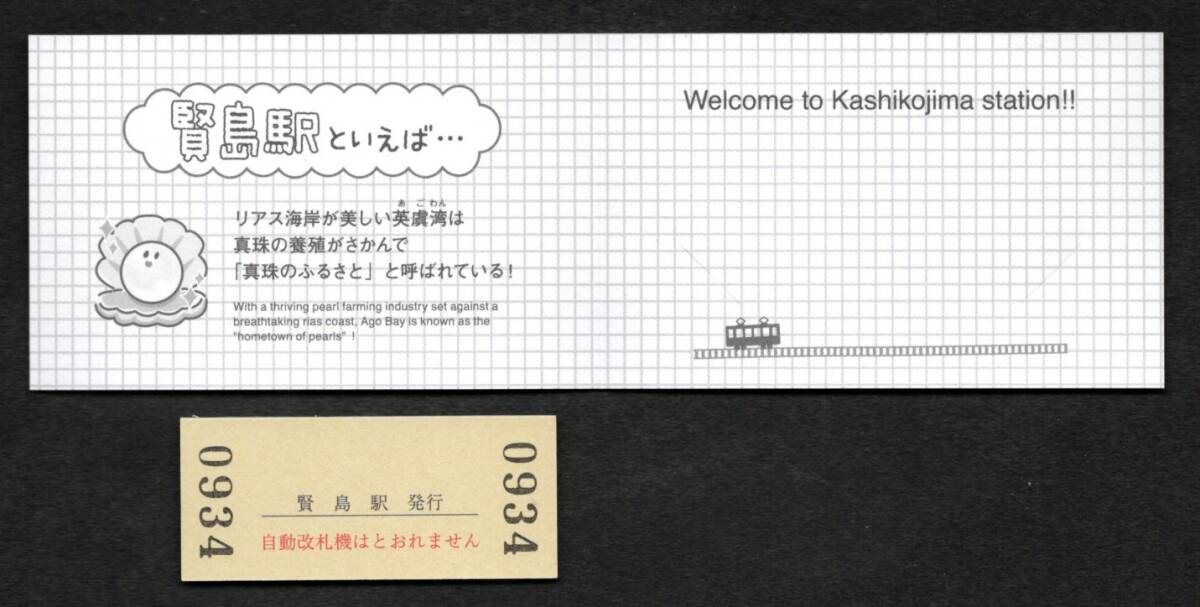 賢島駅といえば…
リアス海岸が美しい英虞湾は
あごわん
真珠の養殖がさかんで
「真珠のふるさと」と呼ばれている!
With a thriving pearl farming industry set against a
breathtaking rias coast, Ago Bay is known as the
"hometown of pearls" !
Welcome to Kashikojima station!!
0934
賢島駅 発行
自動改札機はとおれません
0934